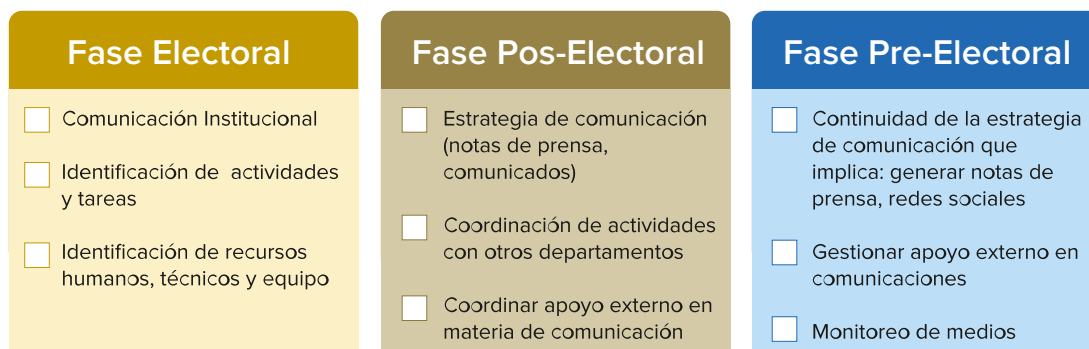 Fase Electoral
Comunicación Institucional
Identificación de actividades
y tareas
Identificación de recursos
humanos, técnicos y equipo
Fase Pos-Electoral
Estrategia de comunicación
(notas de prensa,
comunicados)
Coordinación de actividades
con otros departamentos
Coordinar apoyo externo en
materia de comunicación
Fase Pre-Electoral
Continuidad de la estrategia
de comunicación que
implica: generar notas de
prensa, redes sociales
Gestionar apoyo externo en
comunicaciones
Monitoreo de medios